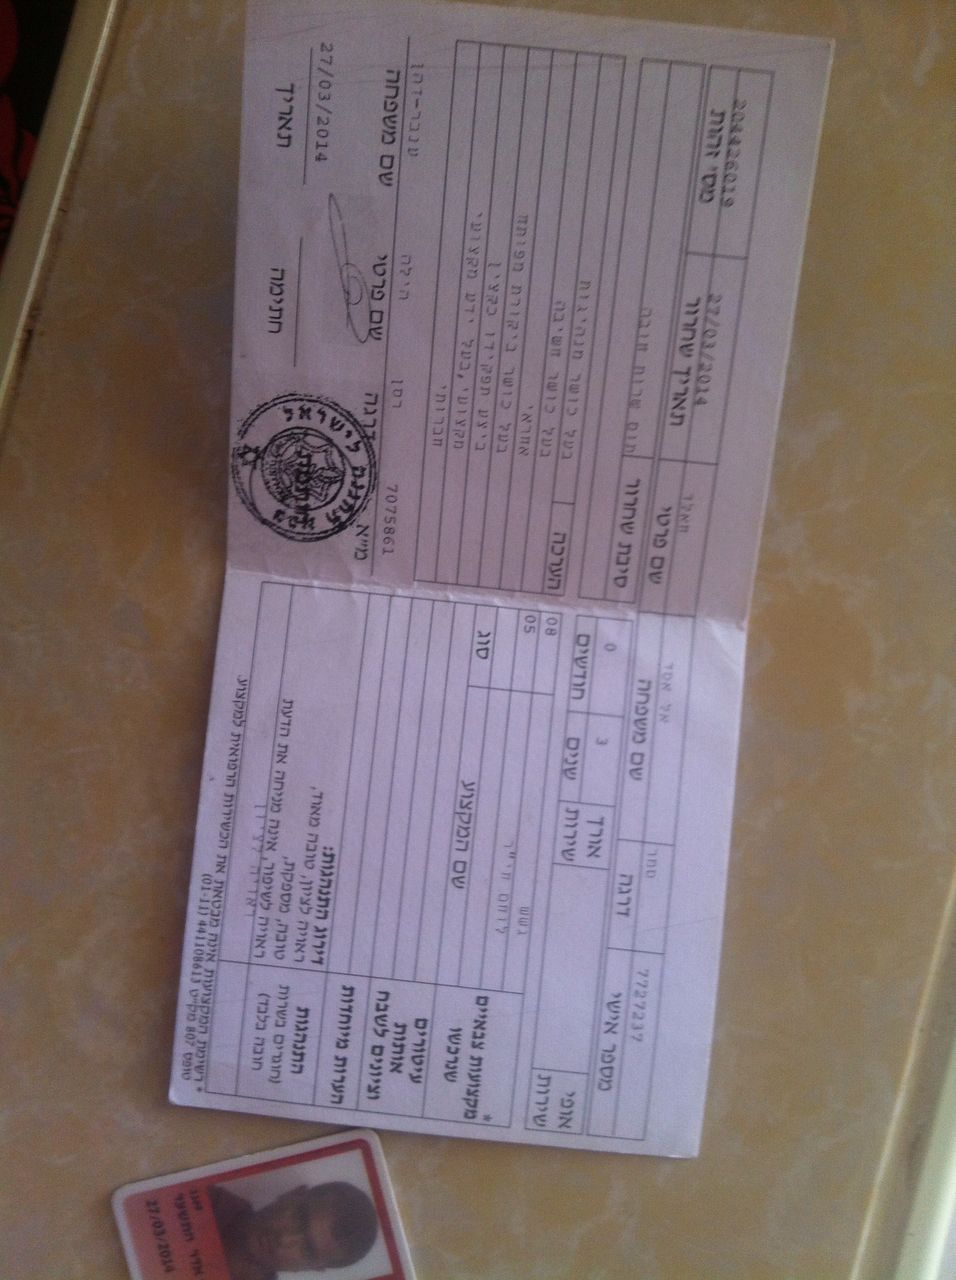 7727237 סמר אל אסד חאלד 27/03/2014 204426019
מספר אישי דרגה שם משפחה שם פרטי תאריך שחרור מס׳ זהות
אופי שירות
אורך שירות
3 0
שנים חודשים
סיבת שחרור תום שרות חובה
* מקצועות צבאיים שנרכשו
גשש 08
לוחם חי"ר 05
שם המקצוע סוג
עיטורים אותות וציונים לשבח
הערות מיוחדות
התנהגות
(חוגרים בשרות חובה בלבד)
דירוג התנהגות:
ראויה לציון, טובה מאוד,
טובה, מספקת,
ראויה לשיפור, אינה מניחה את הדעת
ראויה לציון
* רשימת המקצועות אינה מבטאת את הכשירות הרפואית למקצוע.
טופס 807 מק"ט 441108613 (01-11)
הערכה
בעל כושר מנהיגות
בעל כושר חשיבה
אחראי
בעל כושר ביקורת מפותח
ביצע תפקידו כקצין
מקצועי,בעל ידע מקצועי
חברותי
7075861 רסן הילה ענבר-דהן
מ"א דרגה שם פרטי שם משפחה
27/03/2014
חותמת חתימה תאריך
צבא ההגנה לישראל
חוגר
אדר התשעד
27/03/2014